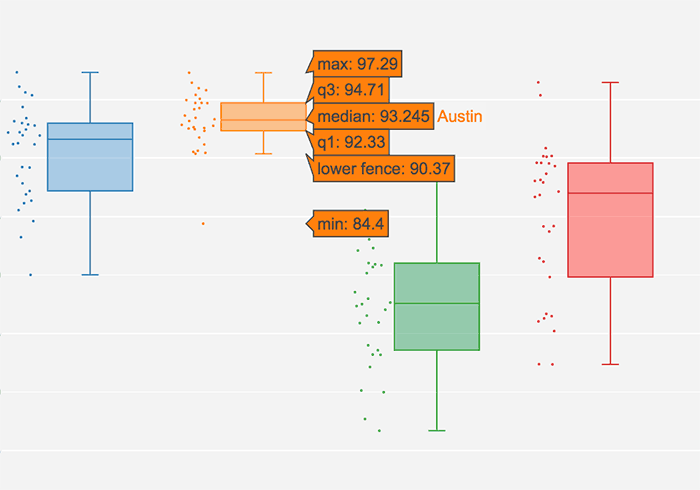 max: 97.29
q3: 94.71
median: 93.245 Austin
q1: 92.33
lower fence: 90.37
min: 84.4